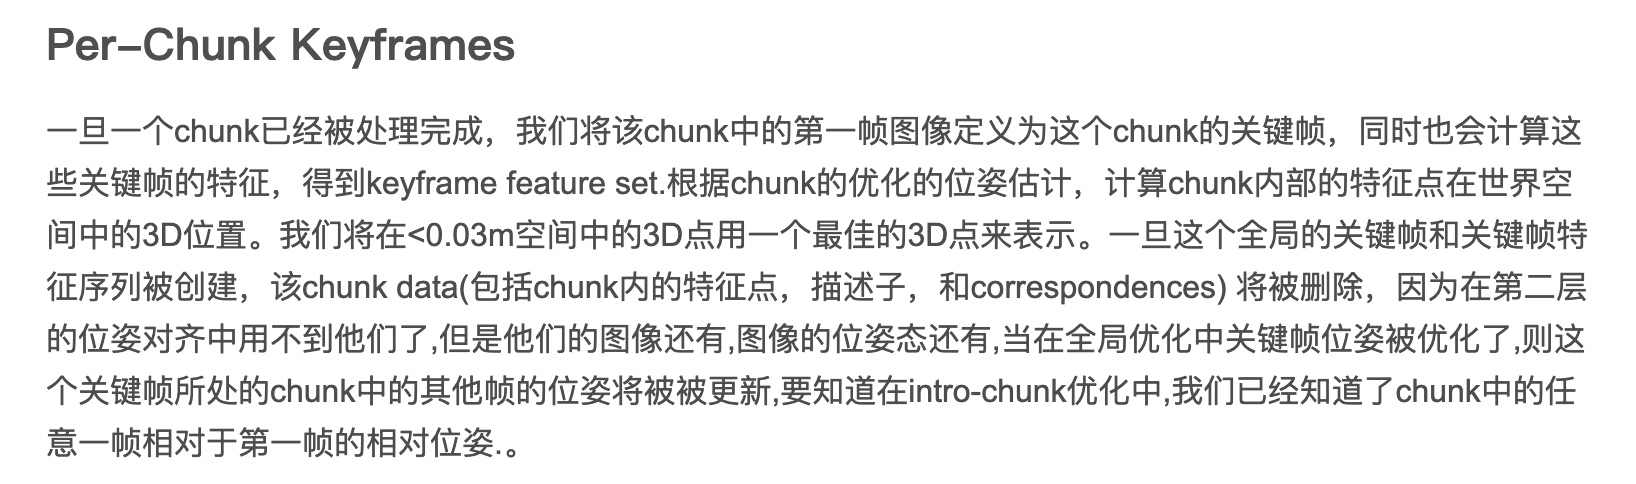 Per-Chunk Keyframes
一旦一个chunk已经被处理完成，我们将该chunk中的第一帧图像定义为这个chunk的关键帧，同时也会计算这
些关键帧的特征，得到keyframe feature set.根据chunk的优化的位姿估计，计算chunk内部的特征点在世界空
间中的3D位置。我们将在<0.03m空间中的3D点用一个最佳的3D点来表示。一旦这个全局的关键帧和关键帧特
征序列被创建，该chunk data(包括chunk内的特征点，描述子，和correspondences) 将被删除，因为在第二层
的位姿对齐中用不到他们了,但是他们的图像还有,图像的位姿态还有,当在全局优化中关键帧位姿被优化了,则这
个关键帧所处的chunk中的其他帧的位姿将被被更新,要知道在intro-chunk优化中,我们已经知道了chunk中的任
意一帧相对于第一帧的相对位姿.。